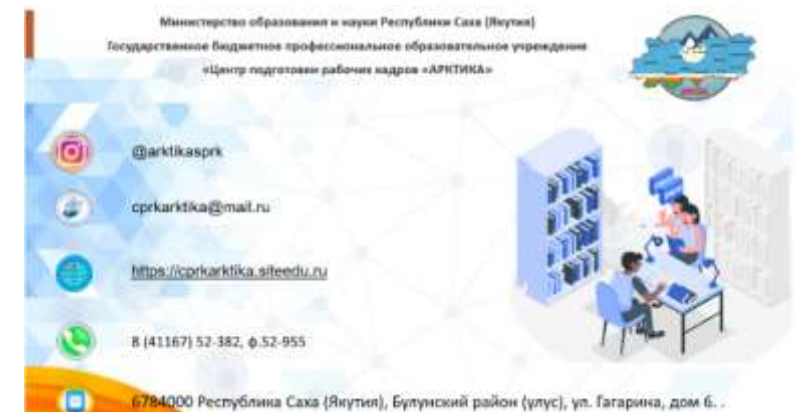 Министерство образования и науки Республики Саха (Якутия)
Государственное бюджетное профессиональное образовательное учреждение
«Центр подготовки рабочих кадров «АРКТИКА»
@arktikasprk
cprkarktika@mail.ru
https://cprkarktika.siteedu.ru
8 (41167) 52-382, ф.52-955
6784000 Республика Саха (Якутия), Булунский район (улус), ул. Гагарина, дом 6. .